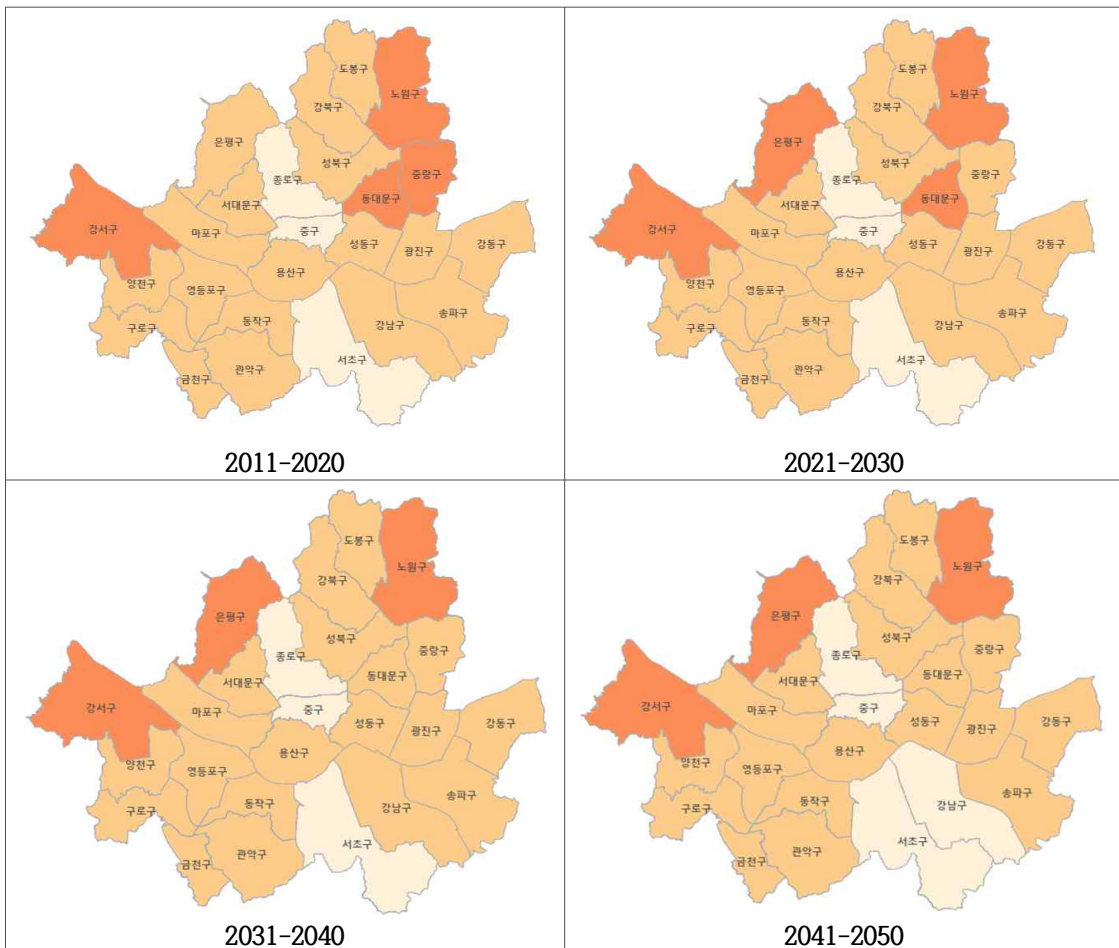 도봉구
노원구
강북구
은평구
성북구
종로구
중랑구
동대문구
서대문구
강서구
마포구
중구
성동구
광진구
강동구
양천구
영등포구
용산구
송파구
구로구
동작구
강남구
서초구
금천구
관악구
2011-2020
도봉구
노원구
강북구
은평구
성북구
종로구
중랑구
동대문구
서대문구
강서구
마포구
중구
성동구
광진구
강동구
양천구
영등포구
용산구
송파구
구로구
동작구
강남구
서초구
금천구
관악구
2021-2030
도봉구
노원구
강북구
은평구
성북구
종로구
중랑구
동대문구
서대문구
강서구
마포구
중구
성동구
광진구
강동구
양천구
영등포구
용산구
송파구
구로구
동작구
강남구
서초구
금천구
관악구
2031-2040
도봉구
노원구
강북구
은평구
성북구
종로구
중랑구
동대문구
서대문구
강서구
마포구
중구
성동구
광진구
강동구
양천구
영등포구
용산구
송파구
구로구
동작구
강남구
서초구
금천구
관악구
2041-2050